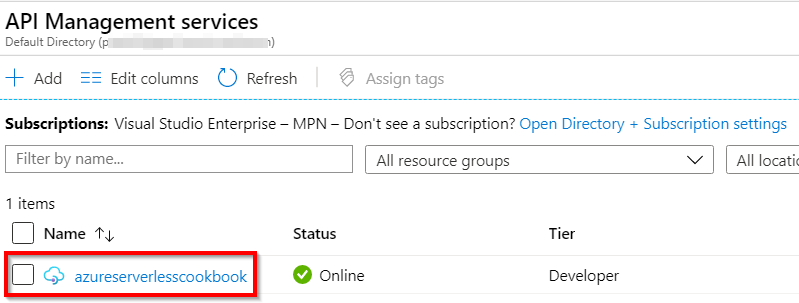 API Management services
Default Directory (p m)
Add Edit columns Refresh Assign tags
Subscriptions: Visual Studio Enterprise – MPN – Don't see a subscription? Open Directory + Subscription settings
Filter by name... All resource groups All locatio
1 items
Name ↑↓ Status Tier
azureserverlesscookbook Online Developer